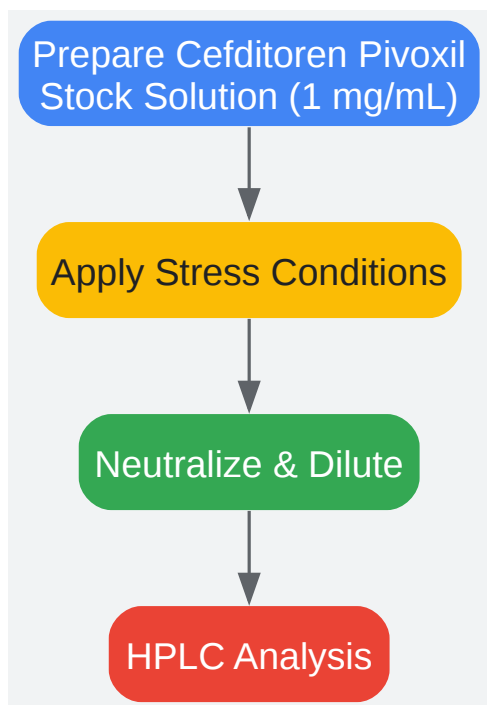 Prepare Cefditoren Pivoxil
Stock Solution (1 mg/mL)
Apply Stress Conditions
Neutralize & Dilute
HPLC Analysis